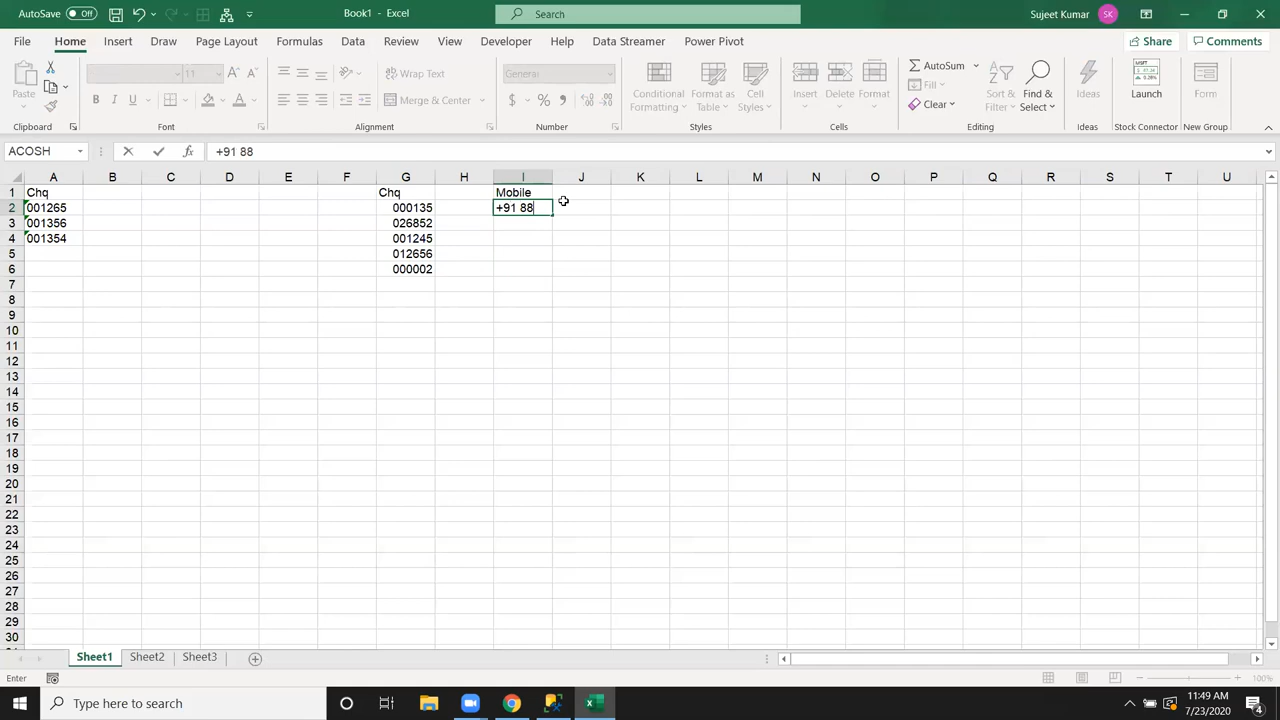 AutoSave Off Book1 - Excel Search Sujeet Kumar SK
File Home Insert Draw Page Layout Formulas Data Review View Developer Help Data Streamer Power Pivot Share Comments
Paste 11 Wrap Text General Conditional Formatting Format as Table Cell Styles Insert Delete Format AutoSum Fill Clear Sort & Filter Find & Select Ideas Launch Form
B I U Merge & Center $ %
Clipboard Font Alignment Number Styles Cells Editing Ideas Stock Connector New Group
ACOSH fx +91 88
A B C D E F G H I J K L M N O P Q R S T U
1 Chq Chq Mobile
2 001265 000135 +91 88
3 001356 026852
4 001354 001245
5 012656
6 000002
7
8
9
10
11
12
13
14
15
16
17
18
19
20
21
22
23
24
25
26
27
28
29
30
Sheet1 Sheet2 Sheet3
Enter 100%
Type here to search 11:49 AM
7/23/2020 4